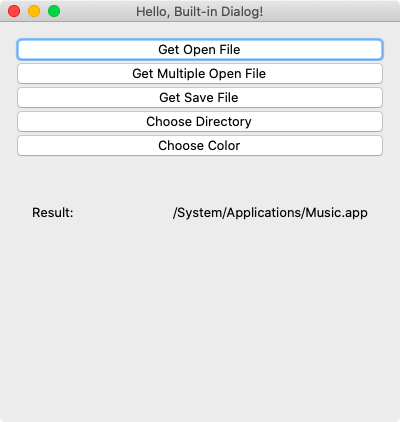 Hello, Built-in Dialog!
Get Open File
Get Multiple Open File
Get Save File
Choose Directory
Choose Color
Result: /System/Applications/Music.app